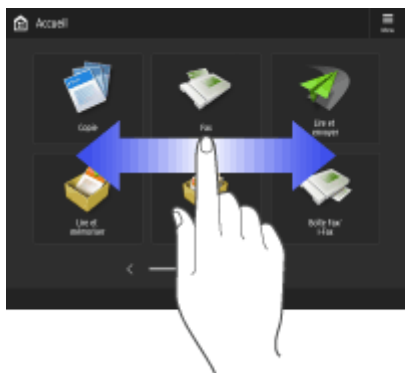 Accueil
Menu
Copie
Fax
Lire et
envoyer
Lire et
mémoriser
Boîte Fax/
I-Fax